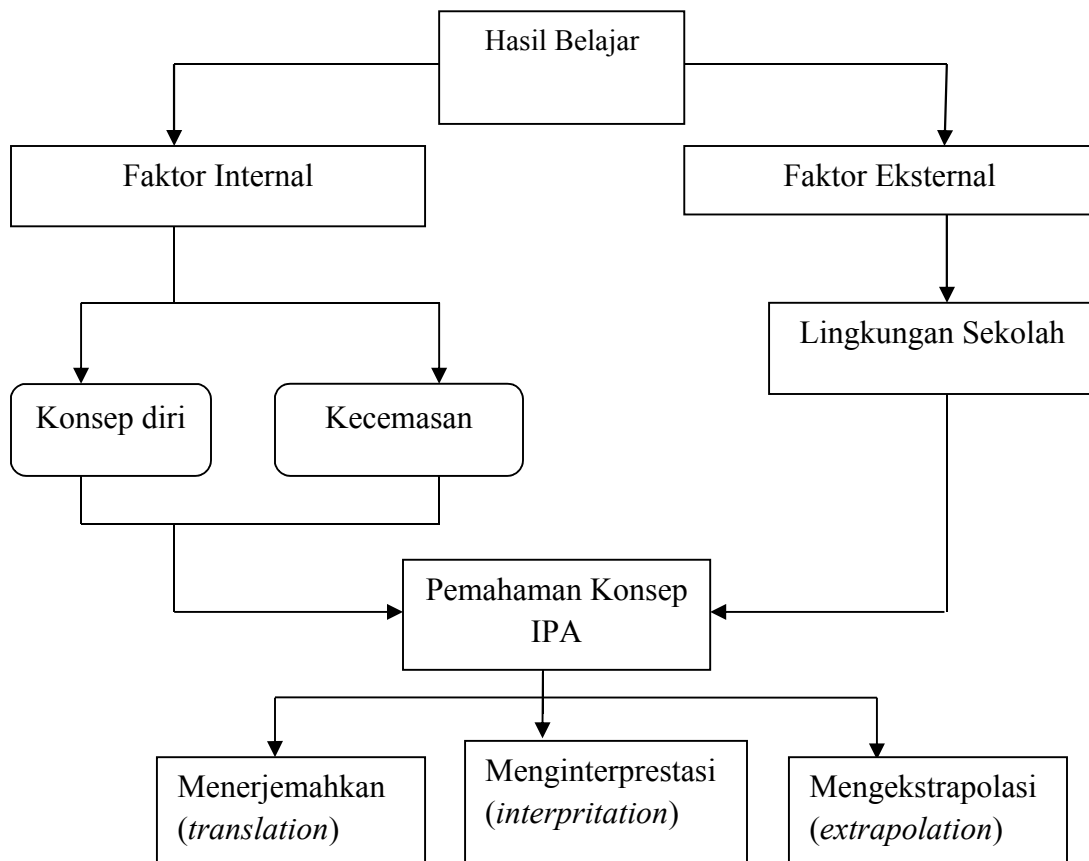 Hasil Belajar
Faktor Internal
Faktor Eksternal
Lingkungan Sekolah
Konsep diri
Kecemasan
Pemahaman Konsep
IPA
Menerjemahkan
(translation)
Menginterprestasi
(interpritation)
Mengekstrapolasi
(extrapolation)